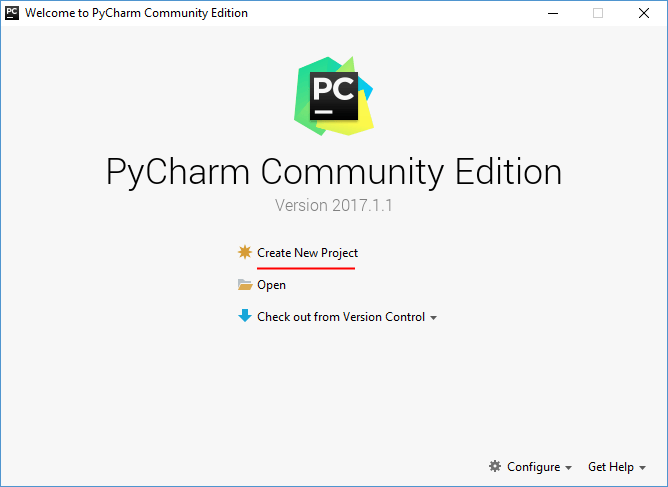 PC
Welcome to PyCharm Community Edition
PC
PyCharm Community Edition
Version 2017.1.1
Create New Project
Open
Check out from Version Control
Configure
Get Help